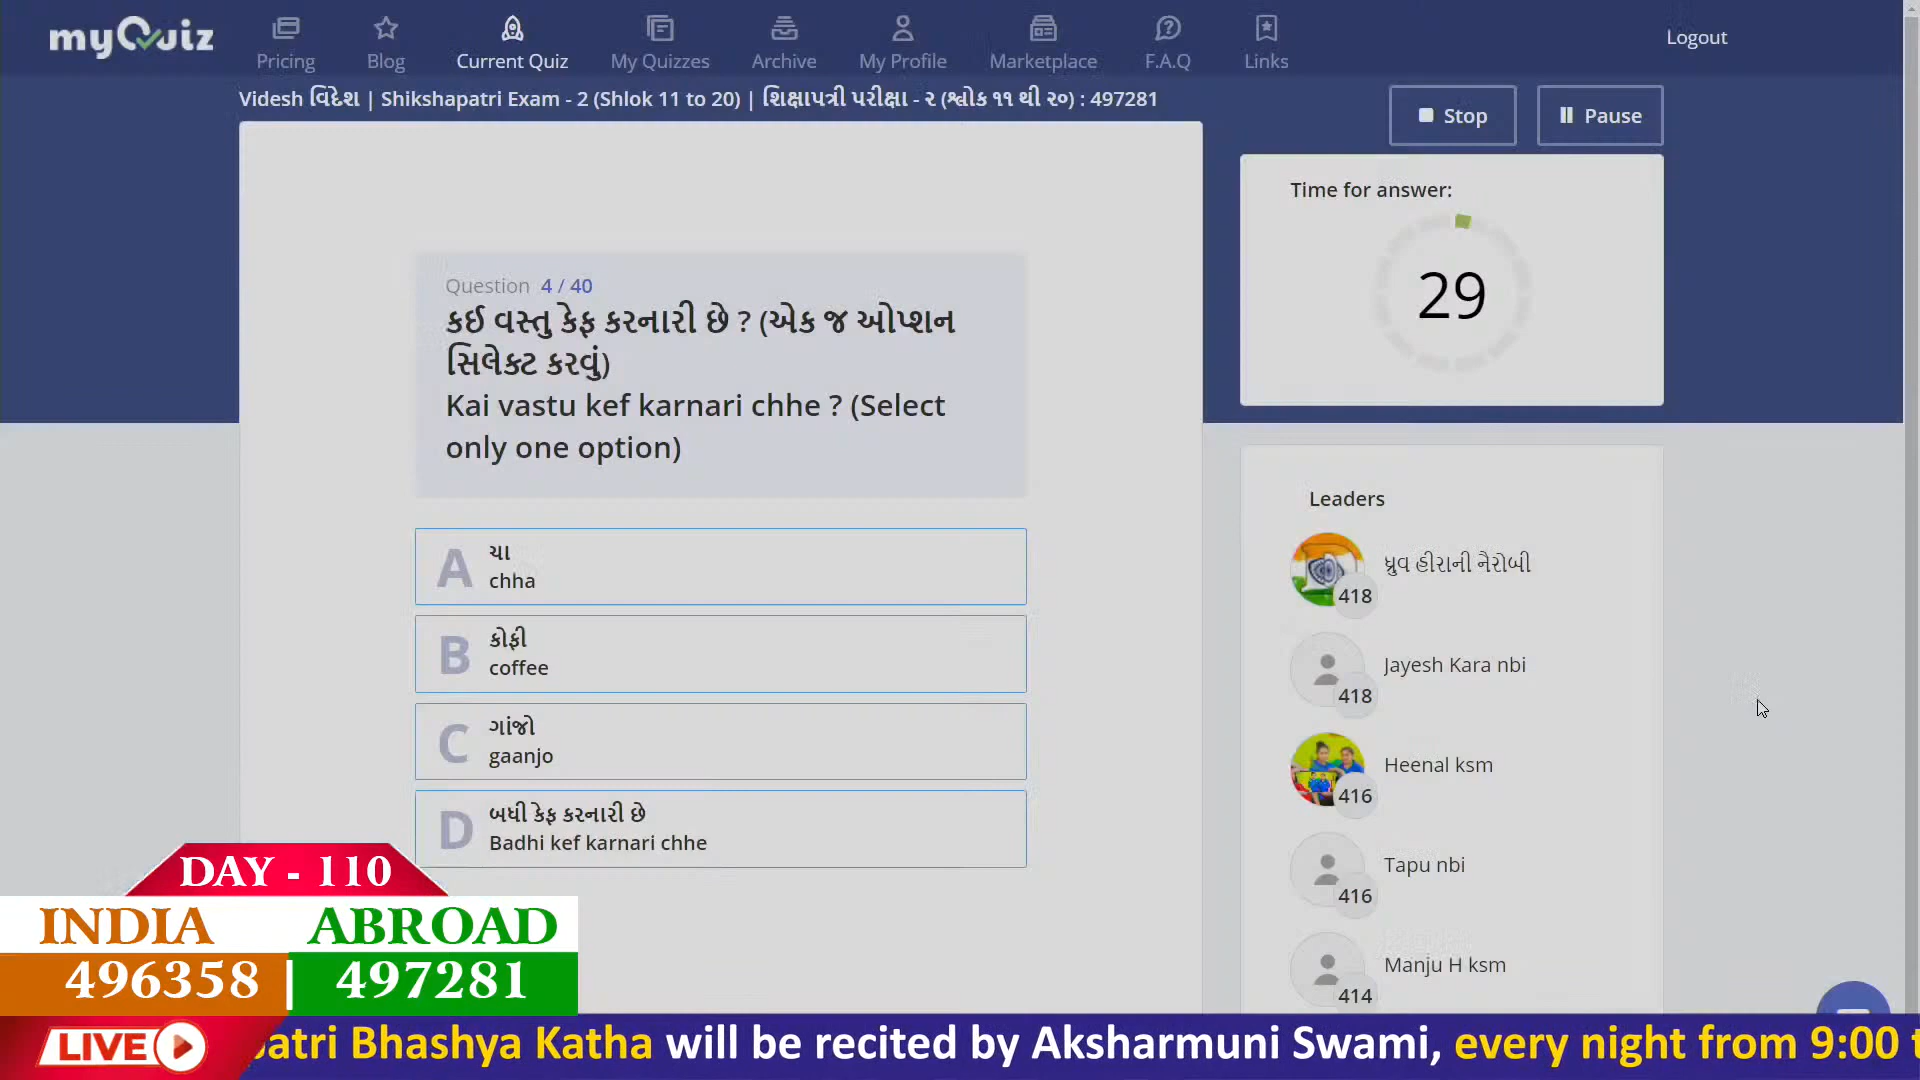 myQuiz
Pricing
Blog
Current Quiz
My Quizzes
Archive
My Profile
Marketplace
F.A.Q
Links
Logout
Videsh વિદેશ | Shikshapatri Exam - 2 (Shlok 11 to 20) | શિક્ષાપત્રી પરીક્ષા - ૨ (શ્લોક ૧૧ થી ૨૦) : 497281
Stop
Pause
Time for answer:
29
Question 4 / 40
કઈ વસ્તુ કેફ કરનારી છે ? (એક જ ઓપ્શન
સિલેક્ટ કરવું)
Kai vastu kef karnari chhe ? (Select
only one option)
A
ચા
chha
B
કોફી
coffee
C
ગાંજો
gaanjo
D
બધી કેફ કરનારી છે
Badhi kef karnari chhe
Leaders
ધ્રુવ હીરાની નૈરોબી
418
Jayesh Kara nbi
418
Heenal ksm
416
Tapu nbi
416
Manju H ksm
414
DAY - 110
INDIA ABROAD
496358 | 497281
LIVE
patri Bhashya Katha will be recited by Aksharmuni Swami, every night from 9:00